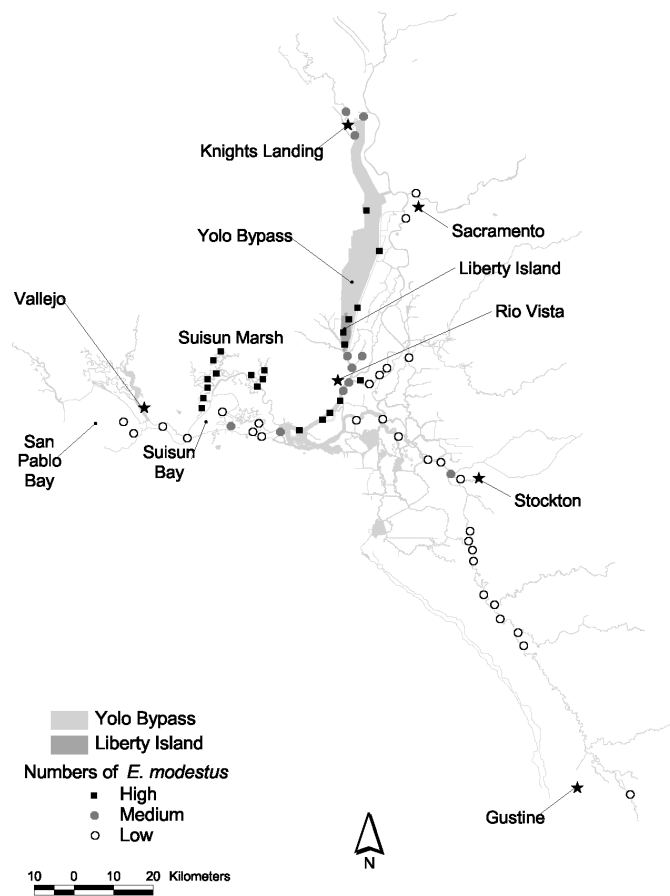 Knights Landing
Sacramento
Yolo Bypass
Liberty Island
Vallejo
Rio Vista
Suisun Marsh
San
Pablo
Bay
Suisun
Bay
Stockton
Yolo Bypass
Liberty Island
Numbers of E. modestus
High
Medium
Low
Gustine
N
10 0 10 20 Kilometers